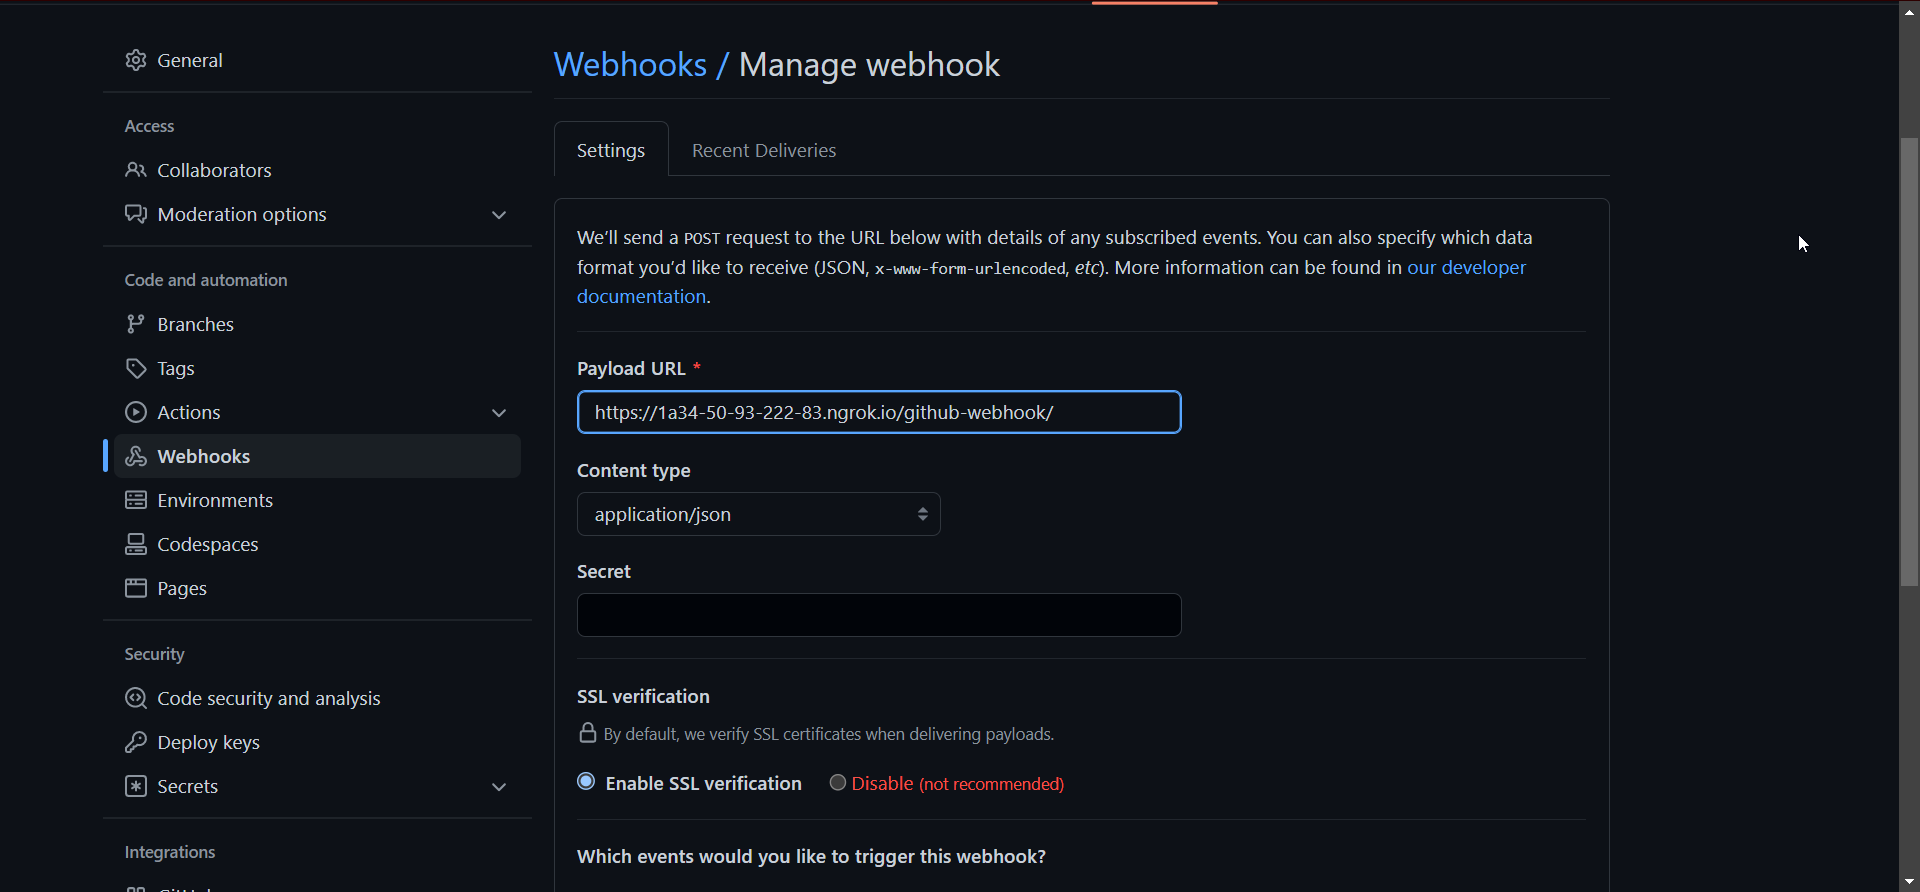 General
Access
Collaborators
Moderation options
Code and automation
Branches
Tags
Actions
Webhooks
Environments
Codespaces
Pages
Security
Code security and analysis
Deploy keys
Secrets
Integrations
Webhooks / Manage webhook
Settings
Recent Deliveries
We'll send a POST request to the URL below with details of any subscribed events. You can also specify which data
format you'd like to receive (JSON, x-www-form-urlencoded, etc). More information can be found in our developer
documentation.
Payload URL *
https://1a34-50-93-222-83.ngrok.io/github-webhook/
Content type
application/json
Secret
SSL verification
By default, we verify SSL certificates when delivering payloads.
Enable SSL verification
Disable (not recommended)
Which events would you like to trigger this webhook?